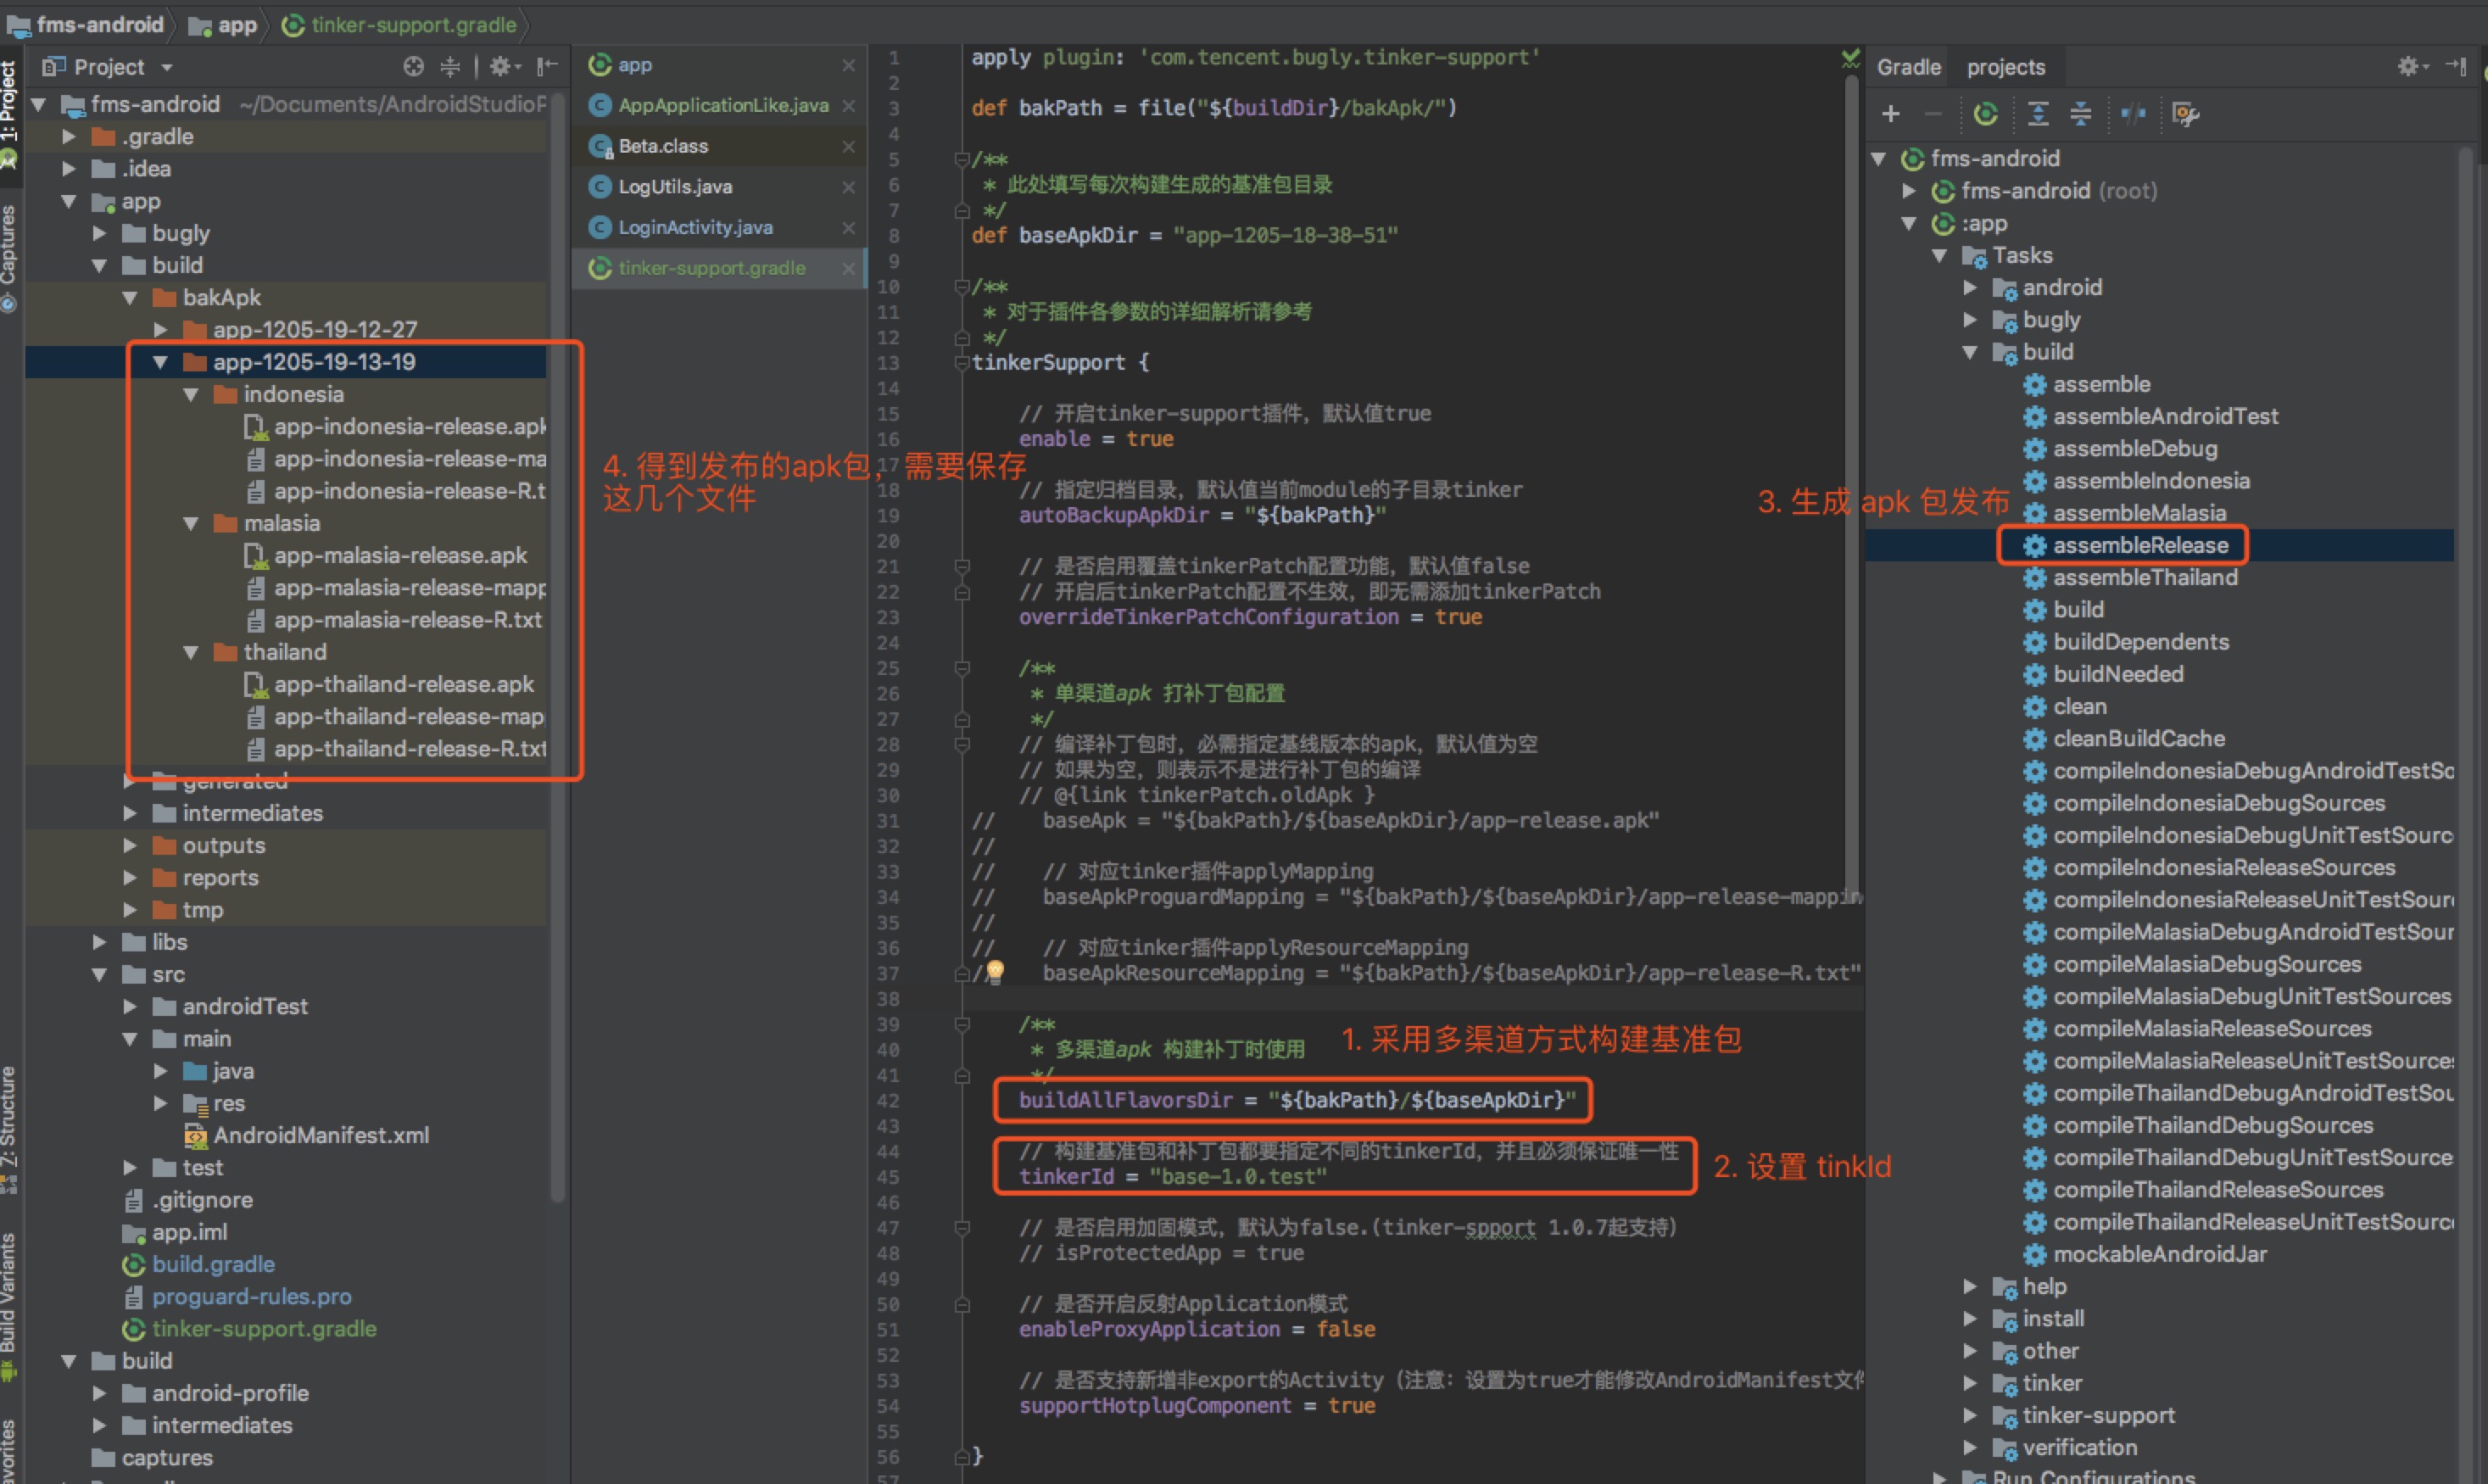 fms-android
app
tinker-support.gradle
1: Project
Captures
7: Structure
Build Variants
avorites
Project
fms-android ~/Documents/AndroidStudioP
.gradle
.idea
app
bugly
build
bakApk
app-1205-19-12-27
app-1205-19-13-19
indonesia
app-indonesia-release.apk
app-indonesia-release-ma
app-indonesia-release-R.t
malasia
app-malasia-release.apk
app-malasia-release-mapp
app-malasia-release-R.txt
thailand
app-thailand-release.apk
app-thailand-release-map
app-thailand-release-R.txt
generated
intermediates
outputs
reports
tmp
libs
src
androidTest
main
java
res
AndroidManifest.xml
test
.gitignore
app.iml
build.gradle
proguard-rules.pro
tinker-support.gradle
build
android-profile
intermediates
captures
app
AppApplicationLike.java
Beta.class
LogUtils.java
LoginActivity.java
tinker-support.gradle
4. 得到发布的apk包，需要保存
这几个文件
1 apply plugin: 'com.tencent.bugly.tinker-support'
2
3 def bakPath = file("${buildDir}/bakApk/")
4
5 /**
6 * 此处填写每次构建生成的基准包目录
7 */
8 def baseApkDir = "app-1205-18-38-51"
9
10 /**
11 * 对于插件各参数的详细解析请参考
12 */
13 tinkerSupport {
14
15 // 开启tinker-support插件，默认值true
16 enable = true
17
18 // 指定归档目录，默认值当前module的子目录tinker
19 autoBackupApkDir = "${bakPath}"
20
21 // 是否启用覆盖tinkerPatch配置功能，默认值false
22 // 开启后tinkerPatch配置不生效，即无需添加tinkerPatch
23 overrideTinkerPatchConfiguration = true
24
25 /**
26 * 单渠道apk 打补丁包配置
27 */
28 // 编译补丁包时，必需指定基线版本的apk，默认值为空
29 // 如果为空，则表示不是进行补丁包的编译
30 // @{link tinkerPatch.oldApk }
31 // baseApk = "${bakPath}/${baseApkDir}/app-release.apk"
32 //
33 // // 对应tinker插件applyMapping
34 // baseApkProguardMapping = "${bakPath}/${baseApkDir}/app-release-mappin
35 //
36 // // 对应tinker插件applyResourceMapping
37 // baseApkResourceMapping = "${bakPath}/${baseApkDir}/app-release-R.txt"
38
39 /**
40 * 多渠道apk 构建补丁时使用
1. 采用多渠道方式构建基准包
41 */
42 buildAllFlavorsDir = "${bakPath}/${baseApkDir}"
43
44 // 构建基准包和补丁包都要指定不同的tinkerId，并且必须保证唯一性
45 tinkerId = "base-1.0.test"
2. 设置 tinkId
46
47 // 是否启用加固模式，默认为false.(tinker-spport 1.0.7起支持)
48 // isProtectedApp = true
49
50 // 是否开启反射Application模式
51 enableProxyApplication = false
52
53 // 是否支持新增非export的Activity（注意：设置为true才能修改AndroidManifest文件
54 supportHotplugComponent = true
55
56 }
57
3. 生成 apk 包发布
Gradle projects
fms-android
fms-android (root)
:app
Tasks
android
bugly
build
assemble
assembleAndroidTest
assembleDebug
assembleIndonesia
assembleMalasia
assembleRelease
assembleThailand
build
buildDependents
buildNeeded
clean
cleanBuildCache
compileIndonesiaDebugAndroidTestSo
compileIndonesiaDebugSources
compileIndonesiaDebugUnitTestSourc
compileIndonesiaReleaseSources
compileIndonesiaReleaseUnitTestSour
compileMalasiaDebugAndroidTestSour
compileMalasiaDebugSources
compileMalasiaDebugUnitTestSources
compileMalasiaReleaseSources
compileMalasiaReleaseUnitTestSources
compileThailandDebugAndroidTestSou
compileThailandDebugSources
compileThailandDebugUnitTestSource
compileThailandReleaseSources
compileThailandReleaseUnitTestSource
mockableAndroidJar
help
install
other
tinker
tinker-support
verification
Run Configurations